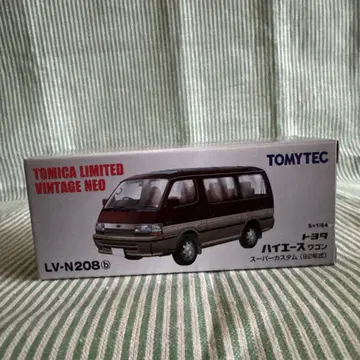 TOMICA LIMITED
VINTAGE NEO
TOMYTEC
LV-N208 b
S=1/64
トヨタ
ハイエース ワゴン
スーパーカスタム (92年式)